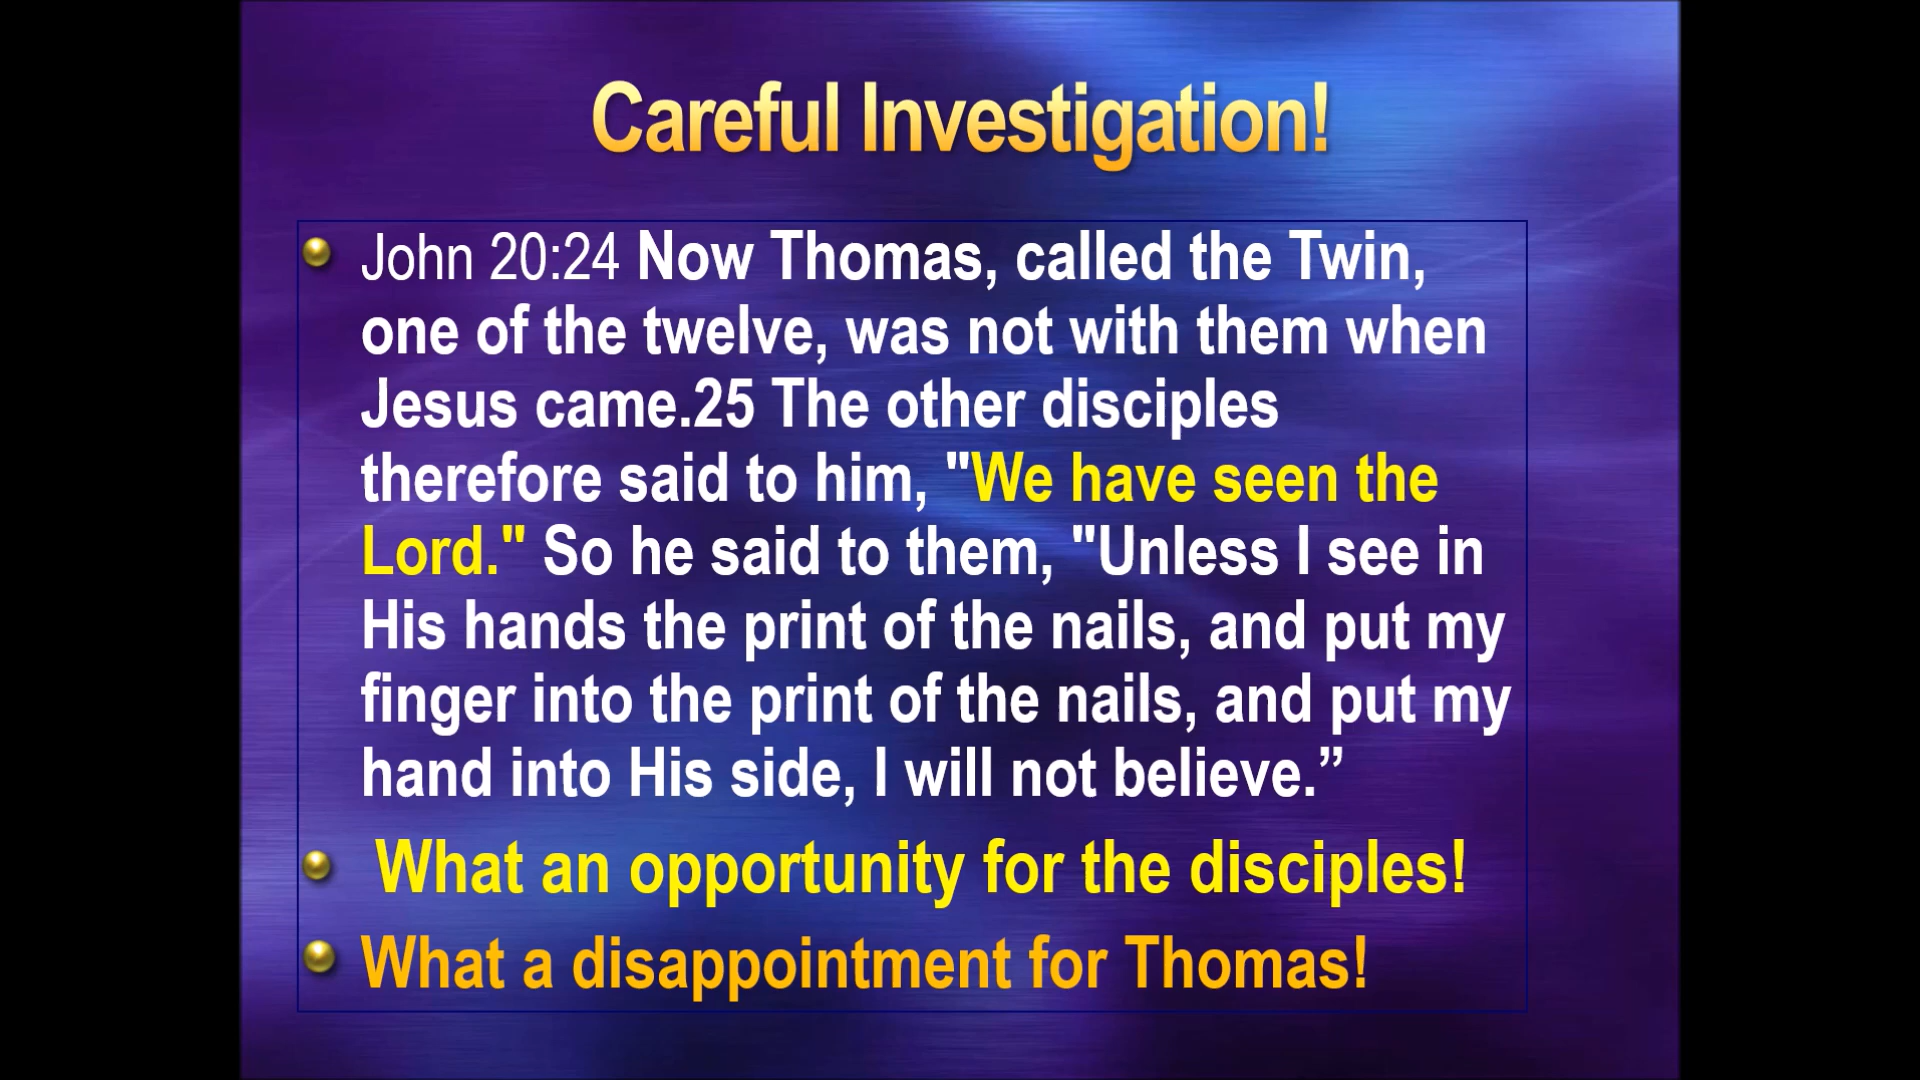 Careful Investigation!
John 20:24 Now Thomas, called the Twin,
one of the twelve, was not with them when
Jesus came.25 The other disciples
therefore said to him, "We have seen the
Lord." So he said to them, "Unless I see in
His hands the print of the nails, and put my
finger into the print of the nails, and put my
hand into His side, I will not believe.”
What an opportunity for the disciples!
What a disappointment for Thomas!